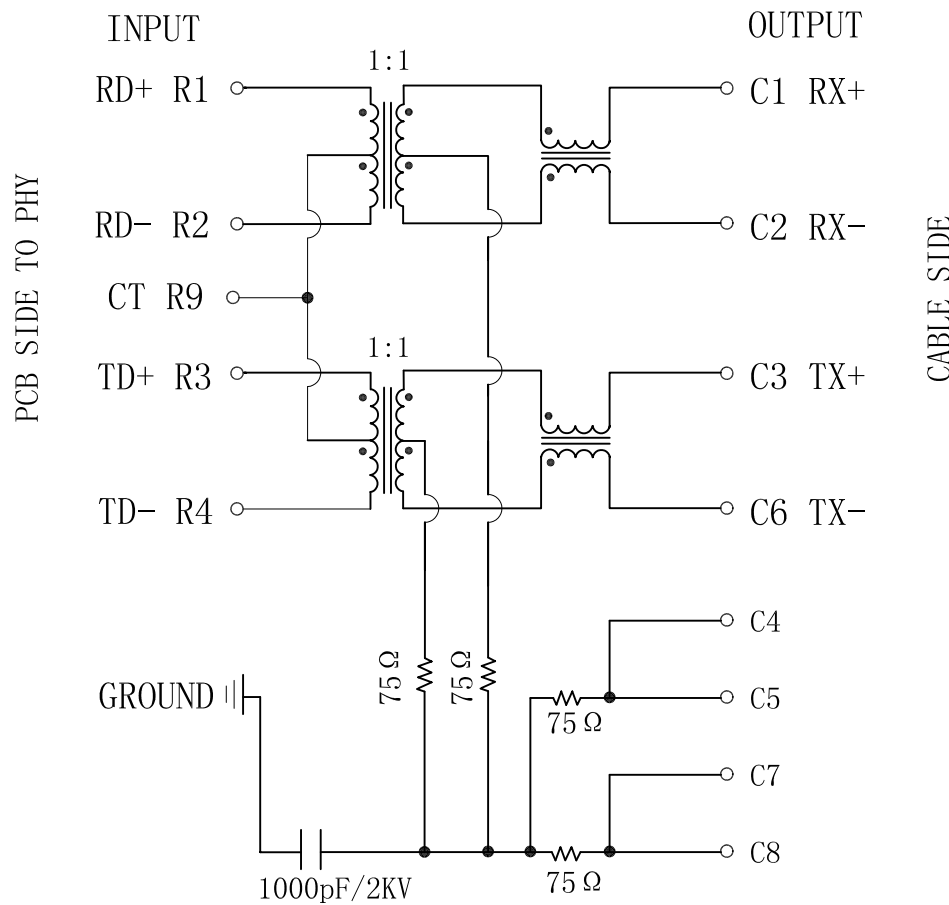 INPUT
OUTPUT
1:1
RD+ R1
C1 RX+
PCB SIDE TO PHY
RD- R2
C2 RX-
CABLE SIDE
CT R9
1:1
TD+ R3
C3 TX+
TD- R4
C6 TX-
C4
75Ω
75Ω
GROUND
C5
75Ω
C7
C8
75Ω
1000pF/2KV